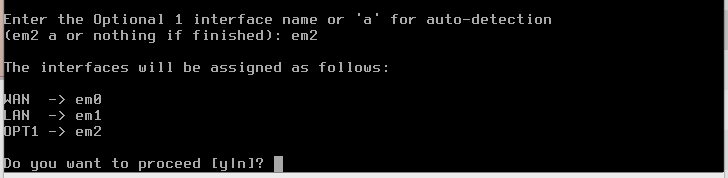 Enter the Optional 1 interface name or 'a' for auto-detection
(em2 a or nothing if finished): em2
The interfaces will be assigned as follows:
WAN  -> em0
LAN  -> em1
OPT1 -> em2
Do you want to proceed [y|n]?